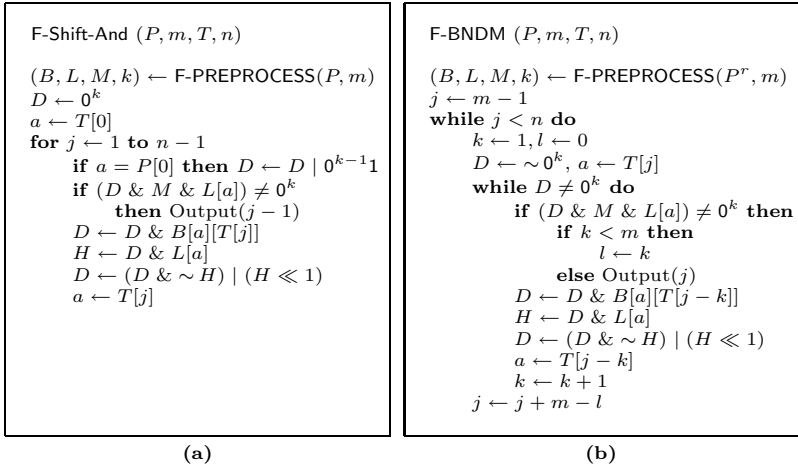 F-Shift-And (P, m, T, n)
(B, L, M, k) ← F-PREPROCESS(P, m)
D ← 0^k
a ← T[0]
for j ← 1 to n − 1
if a = P[0] then D ← D | 0^{k−1}1
if (D & M & L[a]) ≠ 0^k
then Output(j − 1)
D ← D & B[a][T[j]]
H ← D & L[a]
D ← (D & ∼ H) | (H ≪ 1)
a ← T[j]
(a)
F-BNDM (P, m, T, n)
(B, L, M, k) ← F-PREPROCESS(P^r, m)
j ← m − 1
while j < n do
k ← 1, l ← 0
D ← ∼ 0^k, a ← T[j]
while D ≠ 0^k do
if (D & M & L[a]) ≠ 0^k then
if k < m then
l ← k
else Output(j)
D ← D & B[a][T[j − k]]
H ← D & L[a]
D ← (D & ∼ H) | (H ≪ 1)
a ← T[j − k]
k ← k + 1
j ← j + m − l
(b)